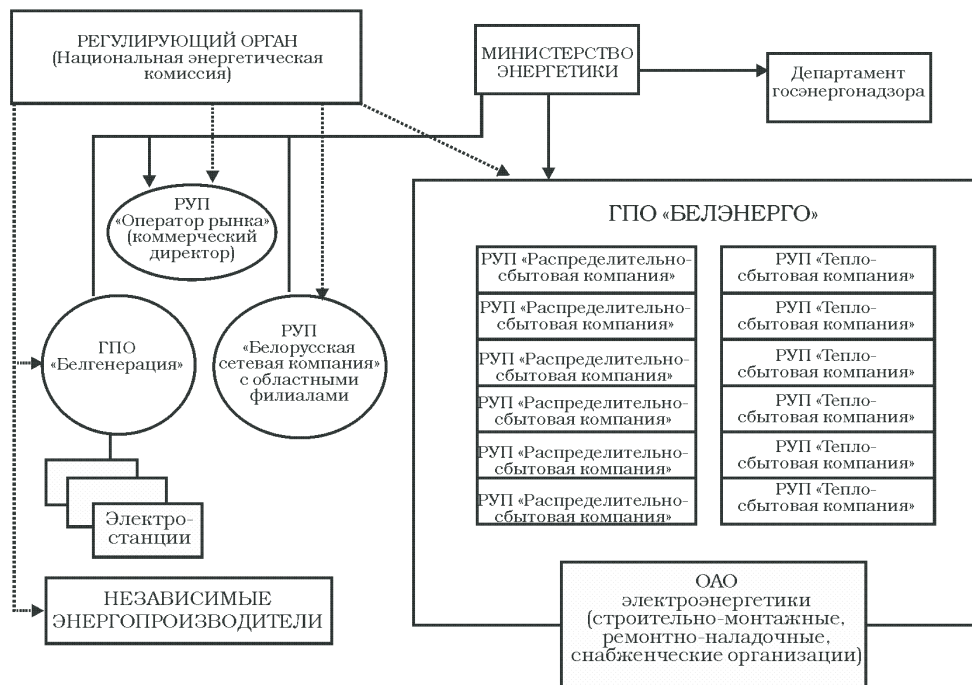 РЕГУЛИРУЮЩИЙ ОРГАН
(Национальная энергетическая
комиссия)
МИНИСТЕРСТВО
ЭНЕРГЕТИКИ
Департамент
госэнергонадзора
РУП
«Оператор рынка»
(коммерческий
директор)
ГПО
«Белгенерация»
РУП
«Белорусская
сетевая компания»
с областными
филиалами
Электро-
станции
НЕЗАВИСИМЫЕ
ЭНЕРГОПРОИЗВОДИТЕЛИ
ГПО «БЕЛЭНЕРГО»
РУП «Распределительно-
сбытовая компания»
РУП «Распределительно-
сбытовая компания»
РУП «Распределительно-
сбытовая компания»
РУП «Распределительно-
сбытовая компания»
РУП «Распределительно-
сбытовая компания»
РУП «Распределительно-
сбытовая компания»
РУП «Тепло-
сбытовая компания»
РУП «Тепло-
сбытовая компания»
РУП «Тепло-
сбытовая компания»
РУП «Тепло-
сбытовая компания»
РУП «Тепло-
сбытовая компания»
РУП «Тепло-
сбытовая компания»
ОАО
электроэнергетики
(строительно-монтажные,
ремонтно-наладочные,
снабженческие организации)